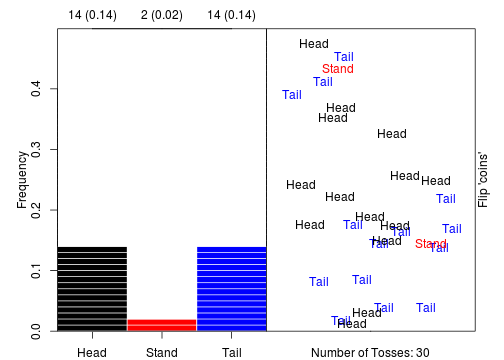 14 (0.14) 2 (0.02) 14 (0.14)
Head
Tail
Stand
Tail
Tail
Head
Head
Head
Head
Head
Head
Head
Tail
Head
Head
Tail
Head
Tail
Tail
Head
Tail
Stand
Tail
Tail
Tail
Tail
Tail
Head
Tail
Head
Frequency
0.4
0.3
0.2
0.1
0.0
Head Stand Tail
Number of Tosses: 30
Flip 'coins'